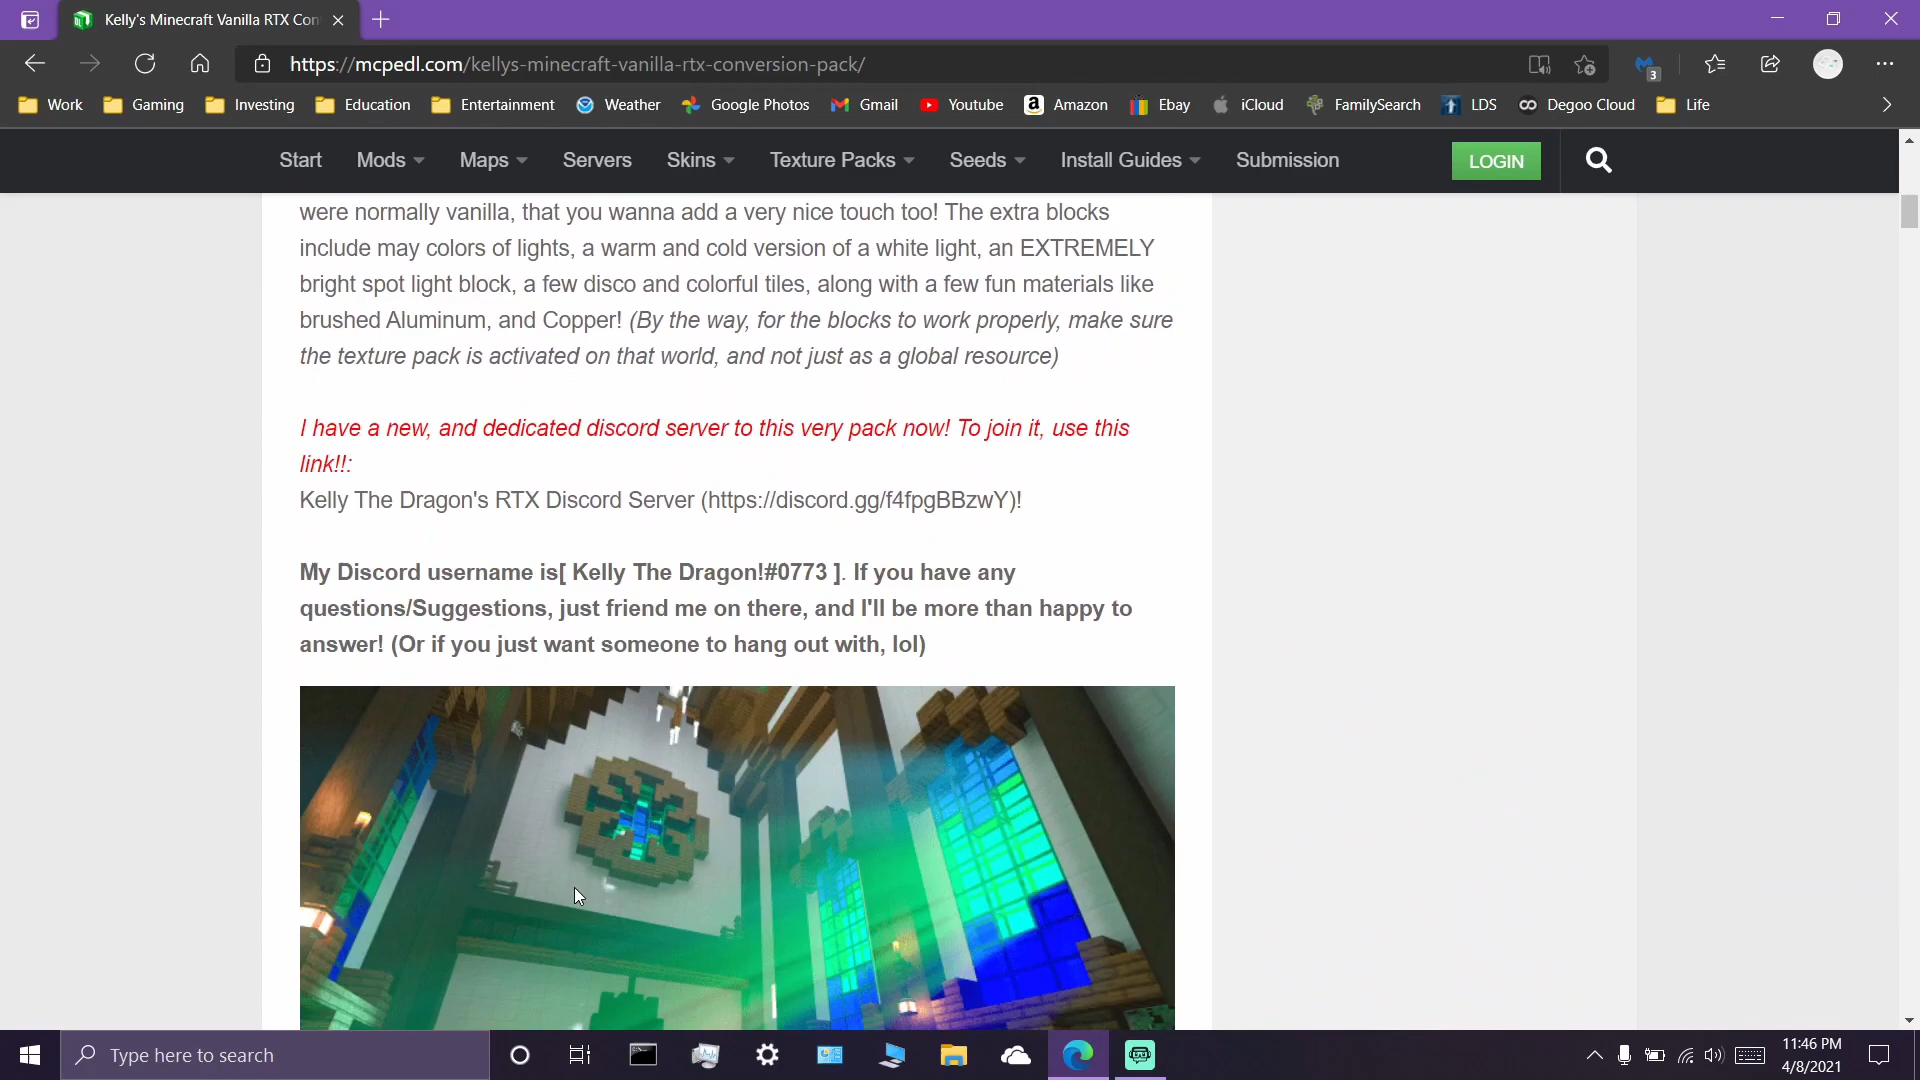 Kelly's Minecraft Vanilla RTX Con
https://mcpedl.com/kellys-minecraft-vanilla-rtx-conversion-pack/
3
Work Gaming Investing Education Entertainment Weather Google Photos Gmail Youtube Amazon Ebay iCloud FamilySearch LDS Degoo Cloud Life
Start Mods Maps Servers Skins Texture Packs Seeds Install Guides Submission LOGIN
were normally vanilla, that you wanna add a very nice touch too! The extra blocks
include may colors of lights, a warm and cold version of a white light, an EXTREMELY
bright spot light block, a few disco and colorful tiles, along with a few fun materials like
brushed Aluminum, and Copper! (By the way, for the blocks to work properly, make sure
the texture pack is activated on that world, and not just as a global resource)
I have a new, and dedicated discord server to this very pack now! To join it, use this
link!!:
Kelly The Dragon's RTX Discord Server (https://discord.gg/f4fpgBBzwY)!
My Discord username is[ Kelly The Dragon!#0773 ]. If you have any
questions/Suggestions, just friend me on there, and I'll be more than happy to
answer! (Or if you just want someone to hang out with, lol)
Type here to search
11:46 PM
4/8/2021